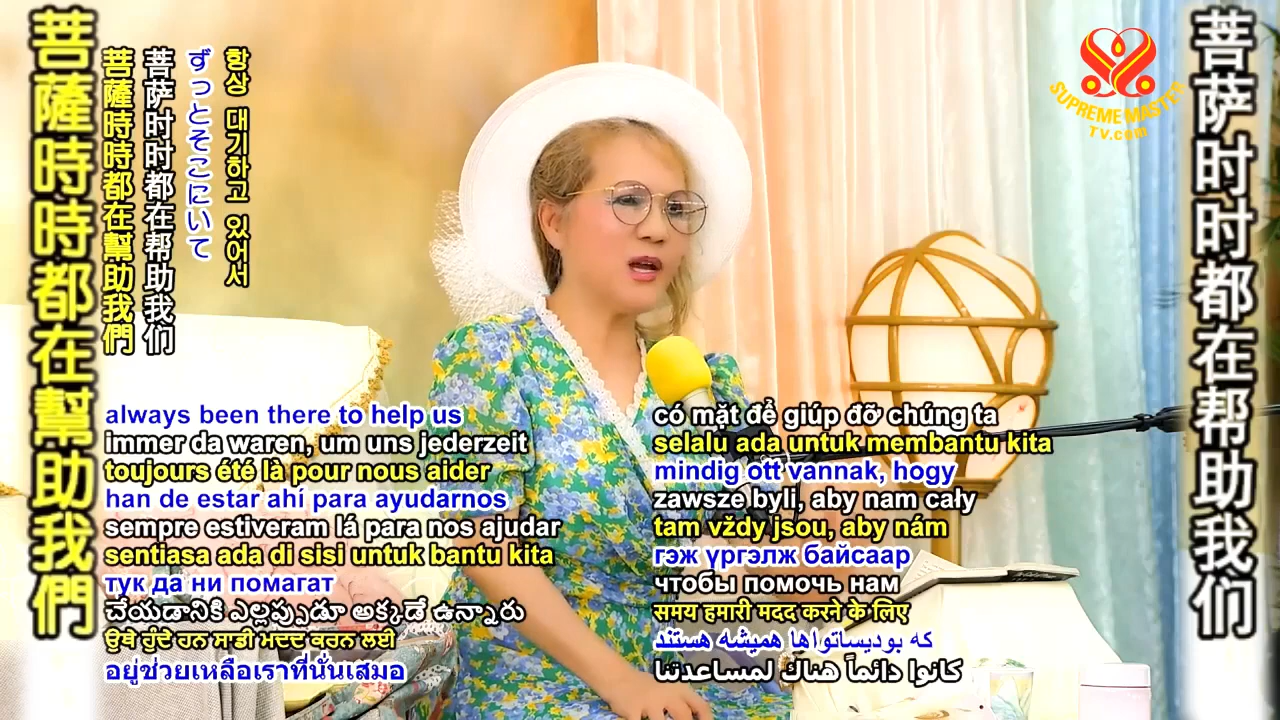 菩薩時時都在幫助我們
菩薩時時都在幫助我們
菩萨时时都在帮助我们
ずっとそこにいて
항상 대기하고 있어서
SUPREME MASTER
TV.COM
菩萨时时都在帮助我们
always been there to help us
immer da waren, um uns jederzeit
toujours été là pour nous aider
han de estar ahí para ayudarnos
sempre estiveram lá para nos ajudar
sentiasa ada di sisi untuk bantu kita
тук да ни помагат
చేయడానికి ఎల్లప్పుడూ అక్కడే ఉన్నారు
ਉਥੇ ਹੁੰਦੇ ਹਨ ਸਾਡੀ ਮਦਦ ਕਰਨ ਲਈ
อยู่ช่วยเหลือเราที่นั่นเสมอ
có mặt để giúp đỡ chúng ta
selalu ada untuk membantu kita
mindig ott vannak, hogy
zawsze byli, aby nam cały
tam vždy jsou, aby nám
гэж үргэлж байсаар
чтобы помочь нам
समय हमारी मदद करने के लिए
که بودیساتواها همیشه هستند
كانوا دائماً هناك لمساعدتنا